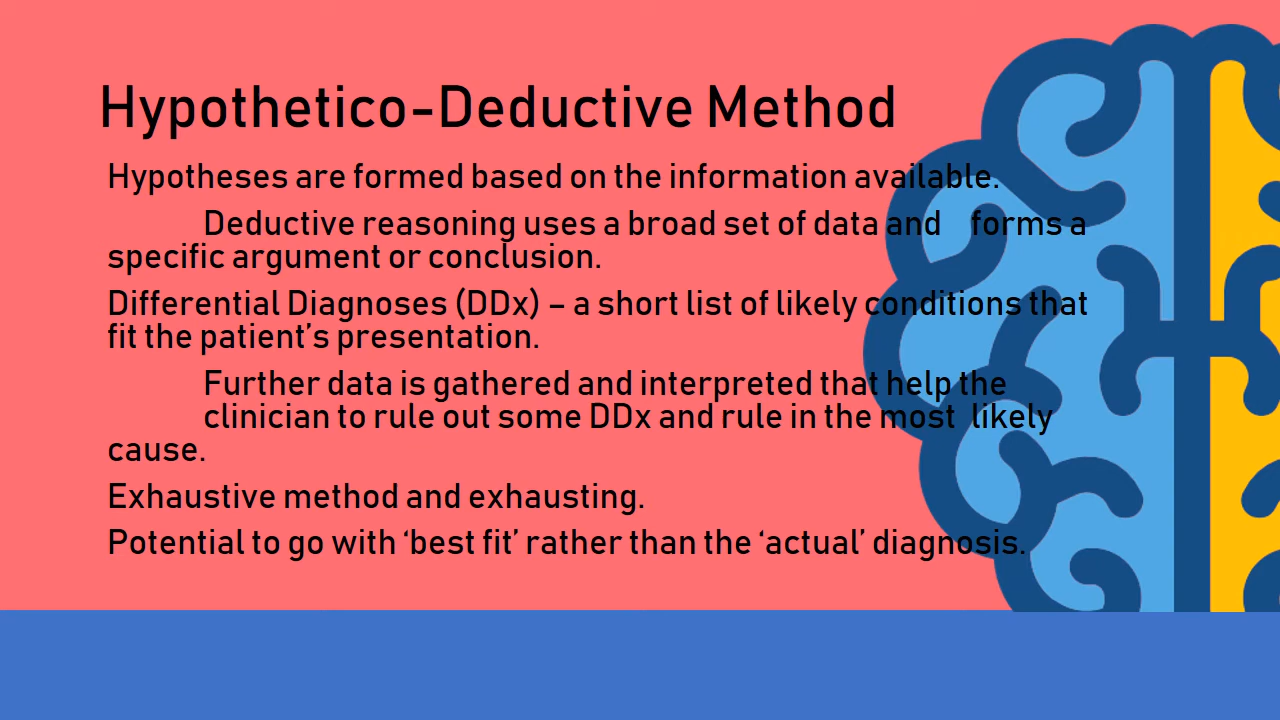 Hypothetico-Deductive Method
Hypotheses are formed based on the information available.
Deductive reasoning uses a broad set of data and forms a
specific argument or conclusion.
Differential Diagnoses (DDx) – a short list of likely conditions that
fit the patient’s presentation.
Further data is gathered and interpreted that help the
clinician to rule out some DDx and rule in the most likely
cause.
Exhaustive method and exhausting.
Potential to go with ‘best fit’ rather than the ‘actual’ diagnosis.